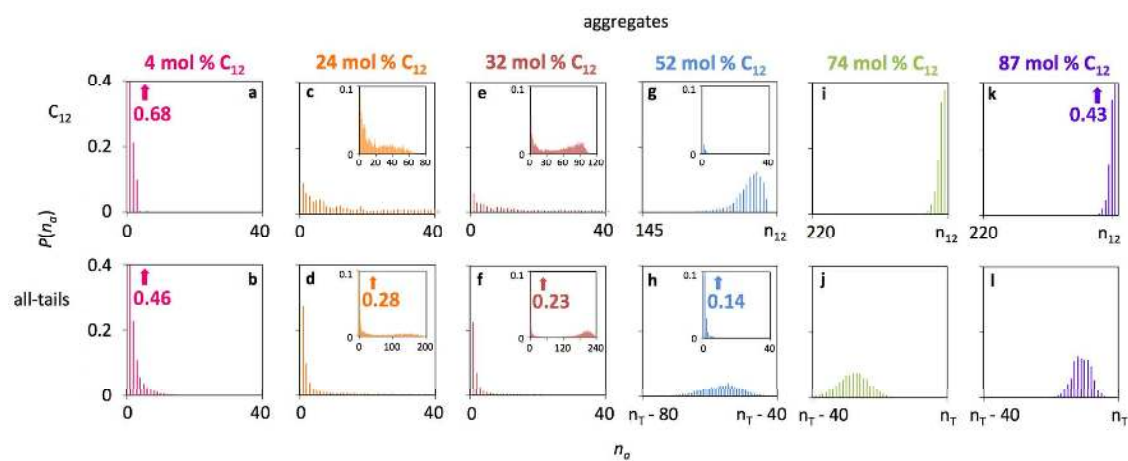 aggregates
4 mol % C12 24 mol % C12 32 mol % C12 52 mol % C12 74 mol % C12 87 mol % C12
0.4 a c 0.1 e 0.1 g 0.1 i k
C12 0.68 0.43
0 0 0
0.2 0 20 40 60 80 0 30 60 90 120 0 40
0
0 40 0 40 0 40 145 n12 220 n12 220 n12
P(na)
0.4 b d 0.1 f 0.1 h 0.1 j l
all-tails 0.46 0.28 0.23 0.14
0 0 0
0.2 0 100 200 0 120 240 0 40
0
0 40 0 40 0 40 nT - 80 nT - 40 nT - 40 nT nT - 40 nT
na